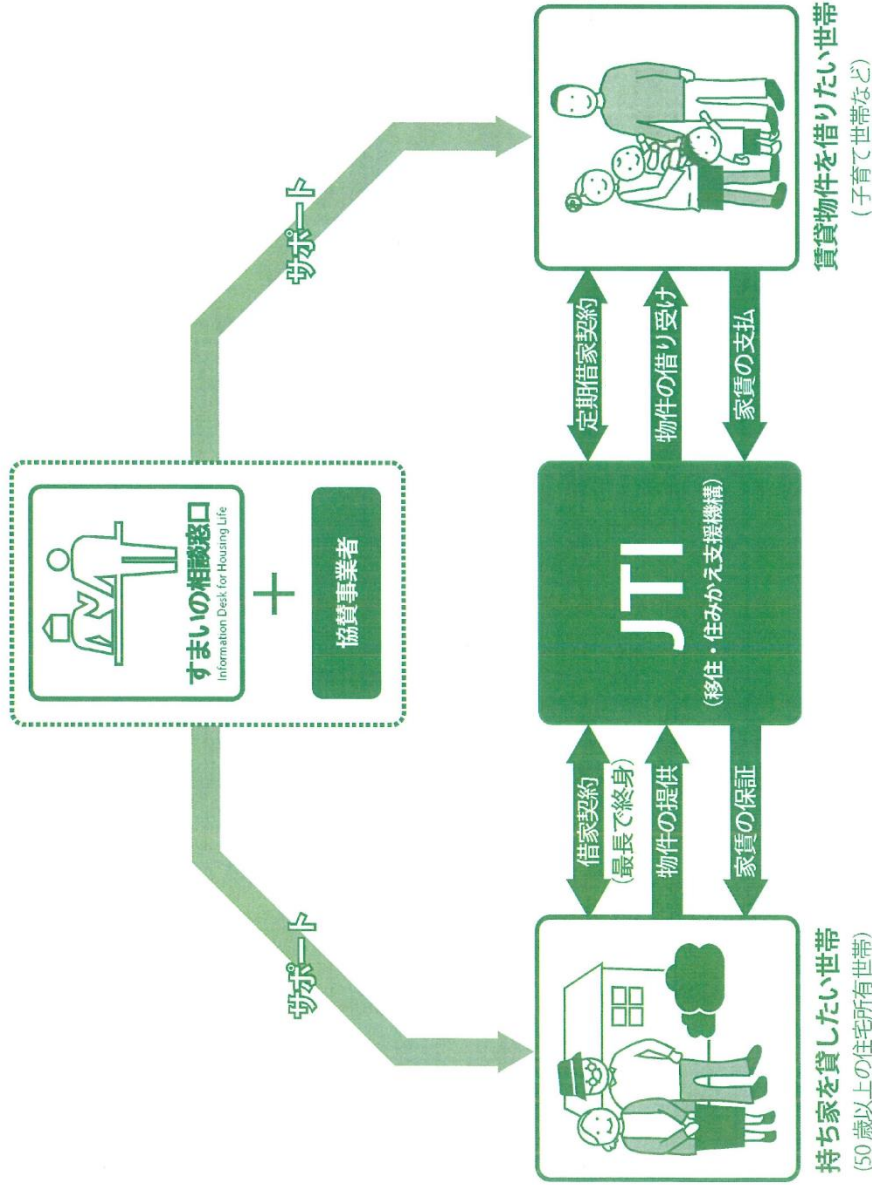 すまいの相談窓口
Information Desk for Housing Life
+
協賛事業者
サポート
サポート
持ち家を貸したい世帯
(50歳以上の住宅所有世帯)
借家契約
(最長で終身)
物件の提供
家賃の保証
JTI
(移住・住みかえ支援機構)
定期借家契約
物件の借り受け
家賃の支払
賃貸物件を借りたい世帯
(子育て世帯など)